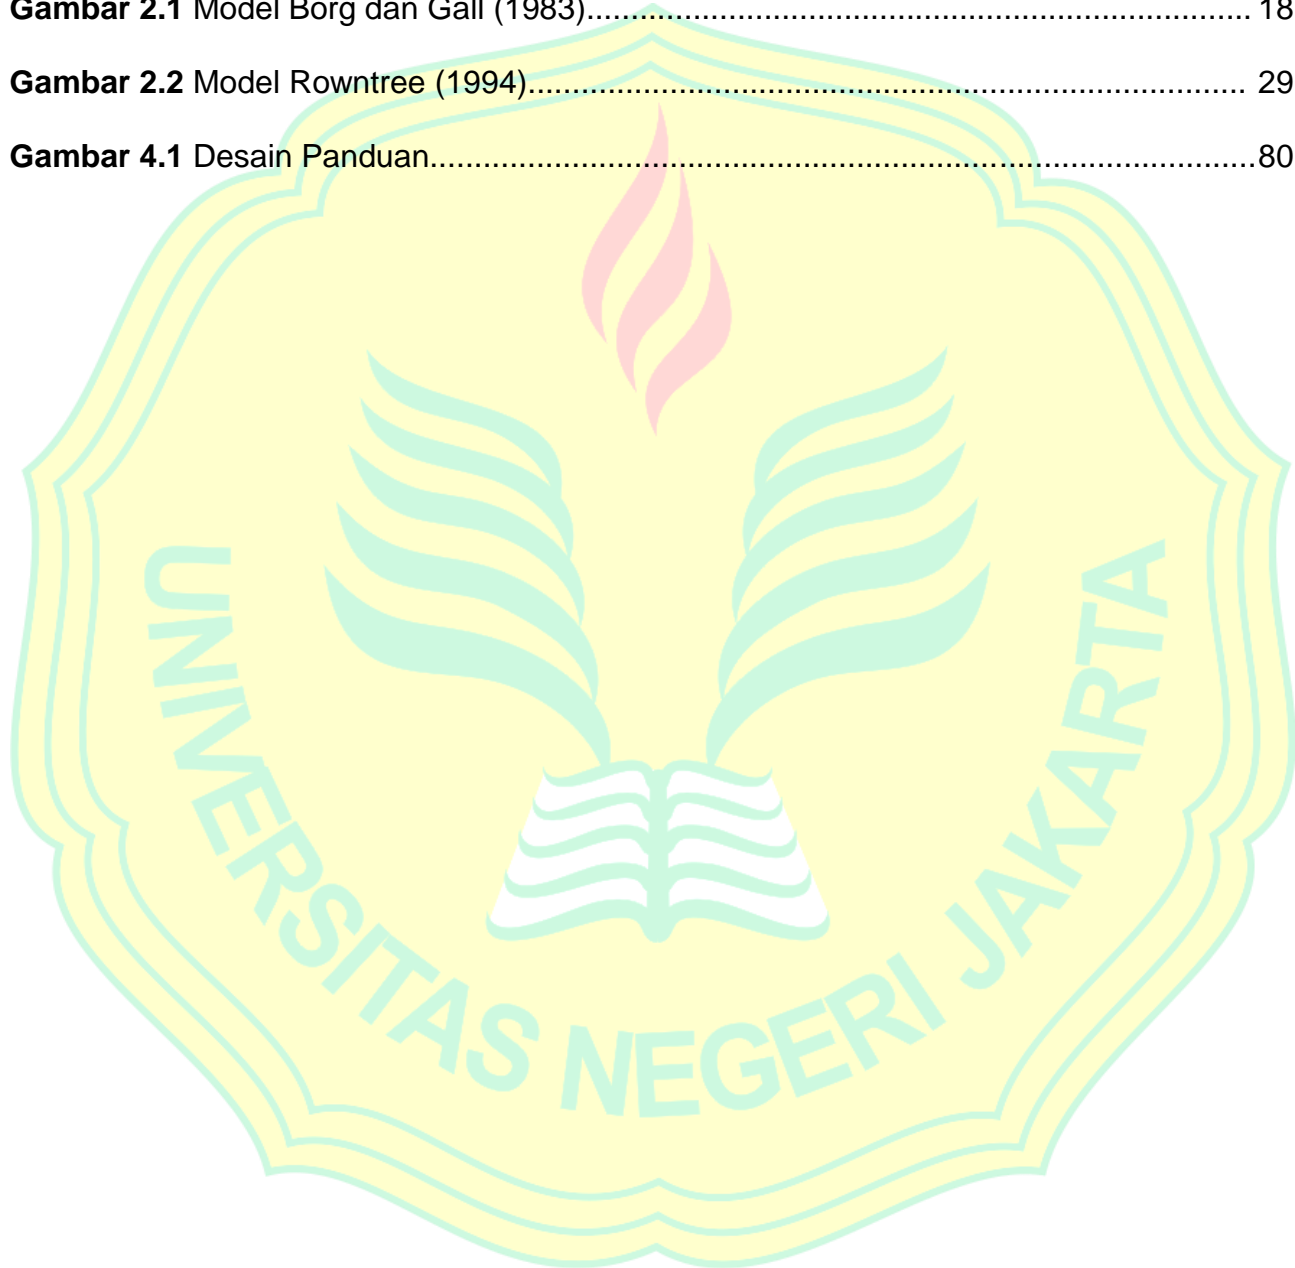 Gambar 2.1 Model Borg dan Gall (1983)............................................................................ 18
Gambar 2.2 Model Rowntree (1994)................................................................................ 29
Gambar 4.1 Desain Panduan............................................................................................80
UNIVERSITAS NEGERI JAKARTA